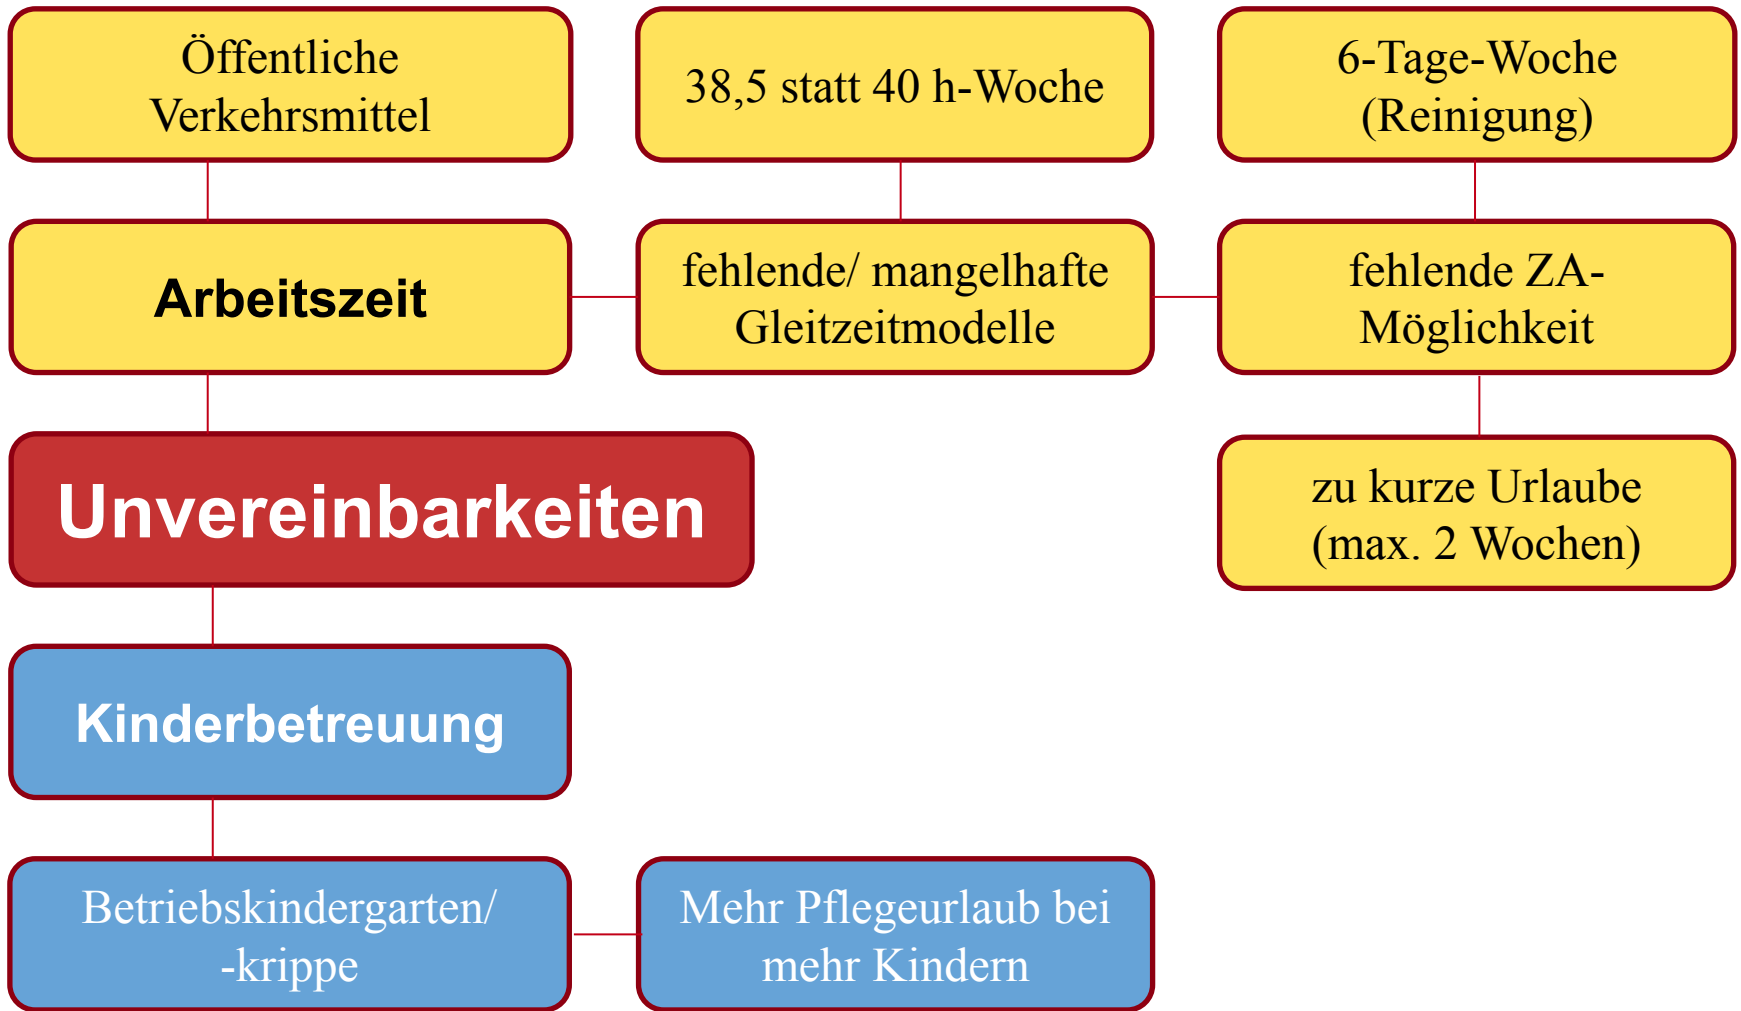 Öffentliche
Verkehrsmittel
38,5 statt 40 h-Woche
6-Tage-Woche
(Reinigung)
Arbeitszeit
fehlende/ mangelhafte
Gleitzeitmodelle
fehlende ZA-
Möglichkeit
Unvereinbarkeiten
zu kurze Urlaube
(max. 2 Wochen)
Kinderbetreuung
Betriebskindergarten/
-krippe
Mehr Pflegeurlaub bei
mehr Kindern